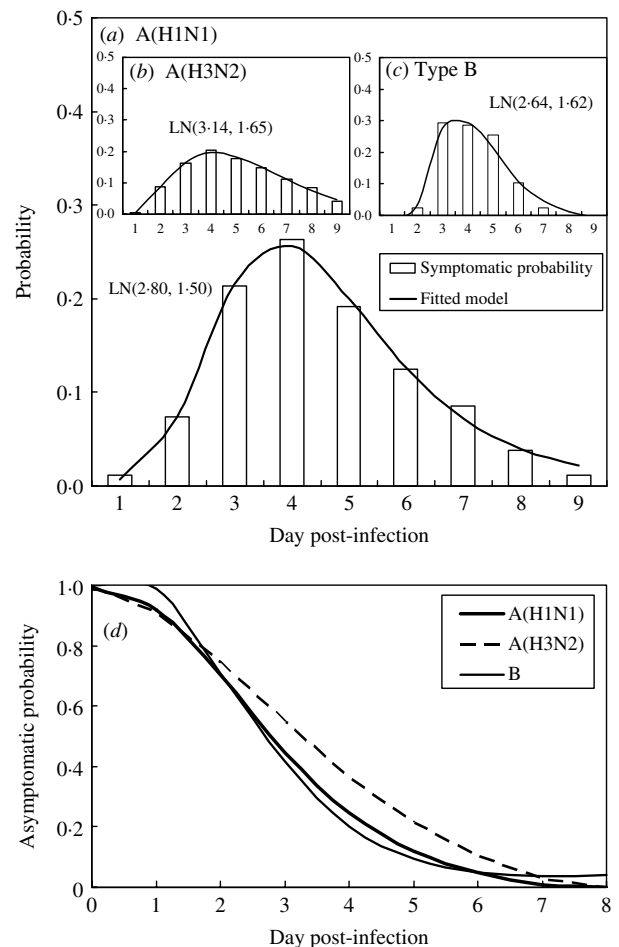 0·5
(a) A(H1N1)
0·4
0·3
0·2
0·1
0·0
Probability
(b) A(H3N2)
0·5
0·4
0·3
0·2
0·1
0·0
LN(3·14, 1·65)
1 2 3 4 5 6 7 8 9
(c) Type B
0·5
0·4
0·3
0·2
0·1
0·0
LN(2·64, 1·62)
1 2 3 4 5 6 7 8 9
LN(2·80, 1·50)
Symptomatic probability
Fitted model
1 2 3 4 5 6 7 8 9
Day post-infection
1·0
0·8
0·6
0·4
0·2
0
Asymptomatic probability
(d)
A(H1N1)
A(H3N2)
B
0 1 2 3 4 5 6 7 8
Day post-infection